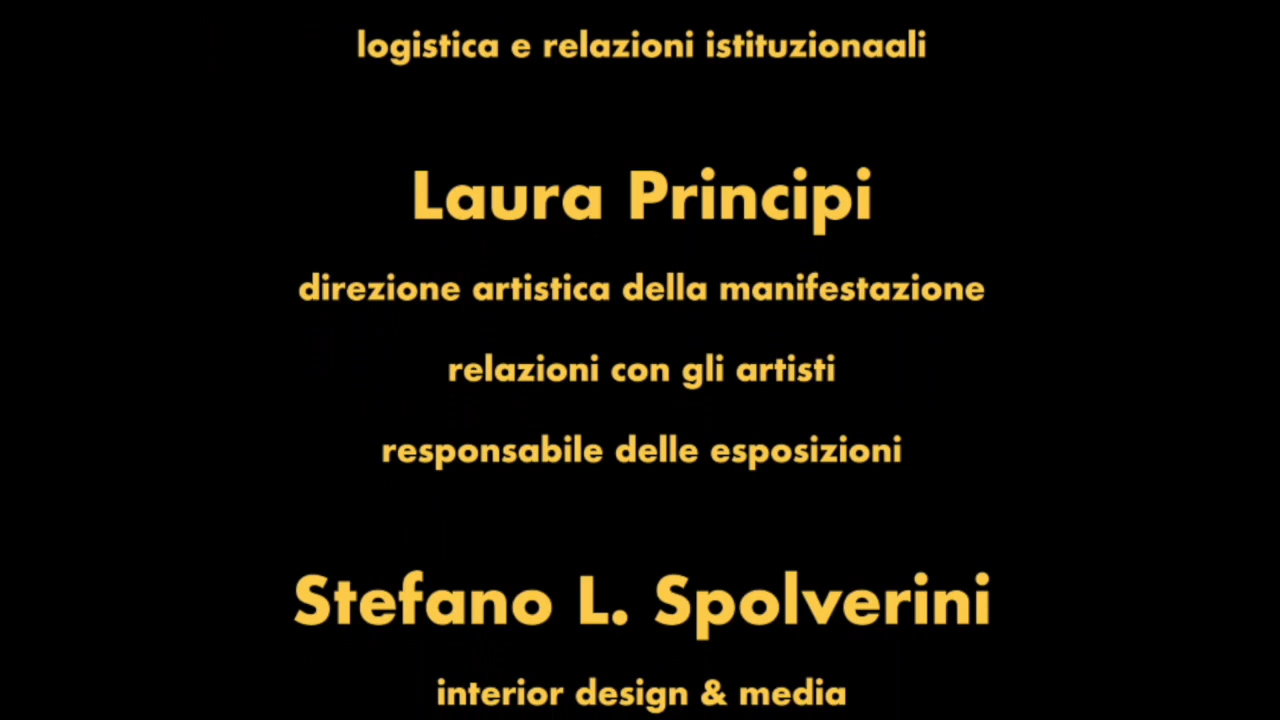 logistica e relazioni istituzionaali
Laura Principi
direzione artistica della manifestazione
relazioni con gli artisti
responsabile delle esposizioni
Stefano L. Spolverini
interior design & media